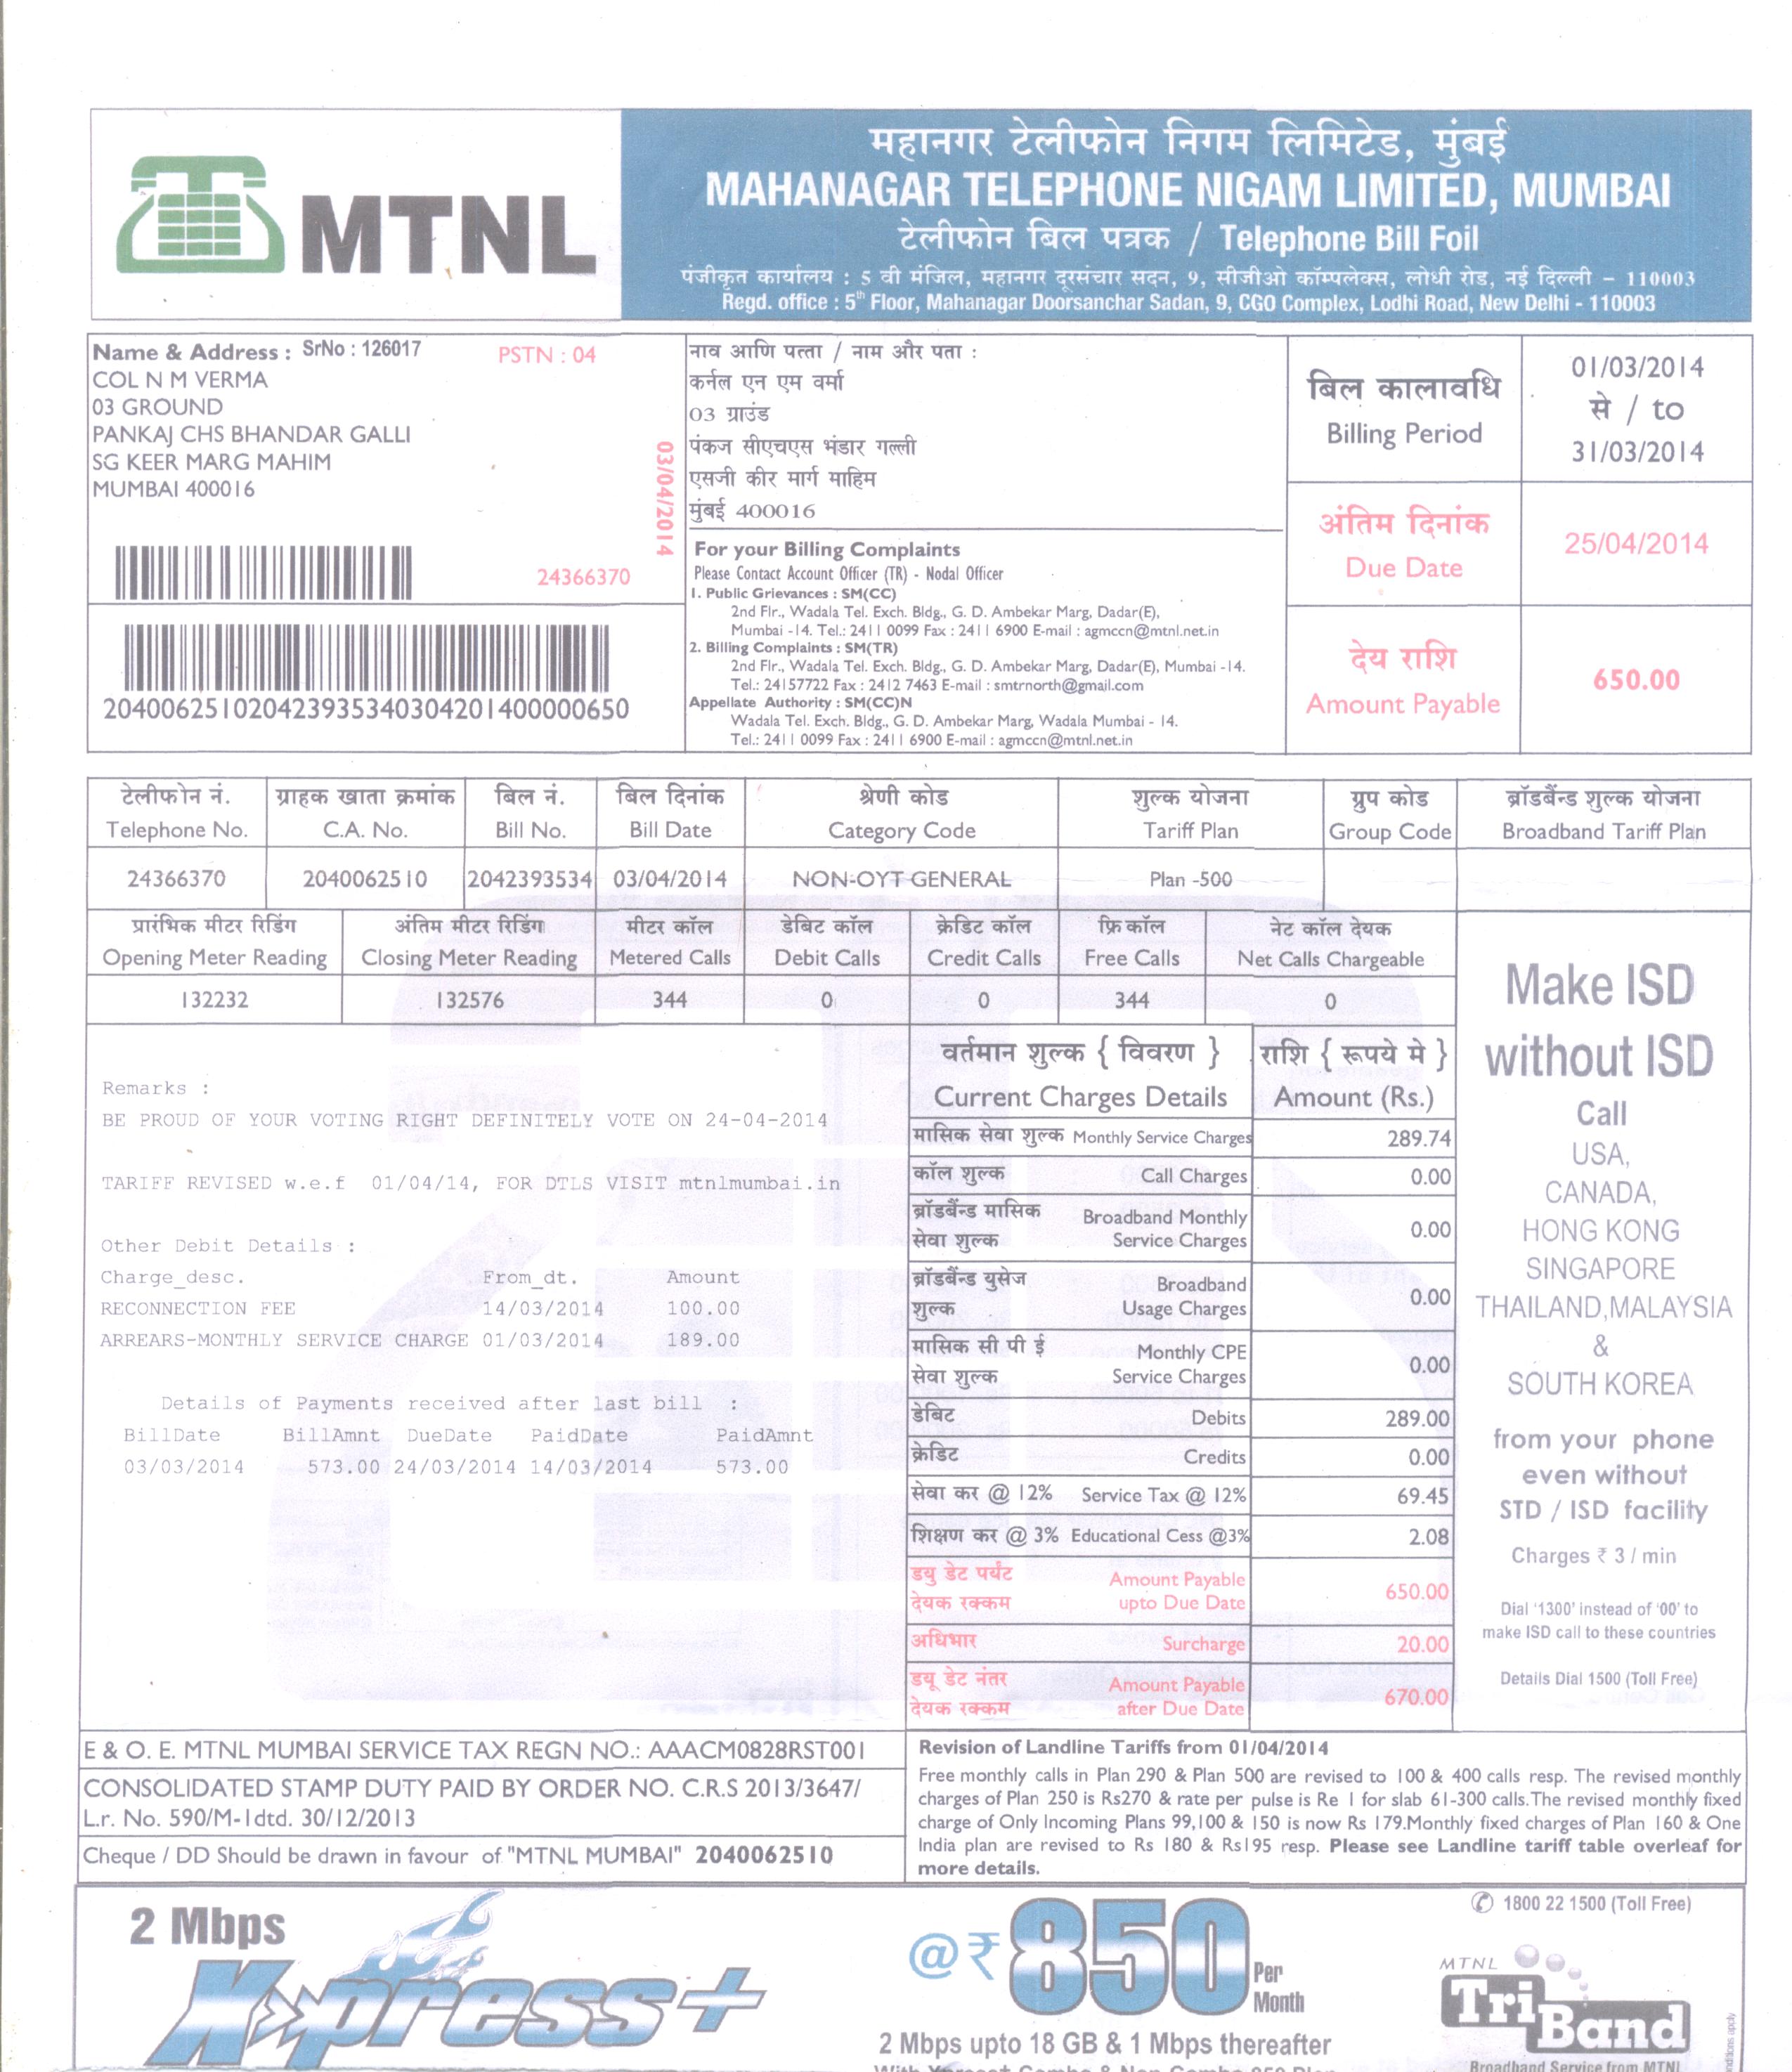 MTNL
महानगर टेलीफोन निगम लिमिटेड, मुंबई
MAHANAGAR TELEPHONE NIGAM LIMITED, MUMBAI
टेलीफोन बिल पत्रक / Telephone Bill Foil
पंजीकृत कार्यालय : 5 वी मंजिल, महानगर दूरसंचार सदन, 9, सीजीओ कॉम्पलेक्स, लोधी रोड, नई दिल्ली - 110003
Regd. office : 5th Floor, Mahanagar Doorsanchar Sadan, 9, CGO Complex, Lodhi Road, New Delhi - 110003
Name & Address : SrNo : 126017 PSTN : 04
COL N M VERMA
03 GROUND
PANKAJ CHS BHANDAR GALLI
SG KEER MARG MAHIM
MUMBAI 400016
03/04/2014
24366370
204006251020423935340304201400000650
नाव आणि पत्ता / नाम और पता :
कर्नल एन एम वर्मा
03 ग्राउंड
पंकज सीएचएस भंडार गल्ली
एसजी कीर मार्ग माहिम
मुंबई 400016
For your Billing Complaints
Please Contact Account Officer (TR) - Nodal Officer
1. Public Grievances : SM(CC)
2nd Flr., Wadala Tel. Exch. Bldg., G. D. Ambekar Marg, Dadar(E),
Mumbai -14. Tel.: 2411 0099 Fax : 2411 6900 E-mail : agmccn@mtnl.net.in
2. Billing Complaints : SM(TR)
2nd Flr., Wadala Tel. Exch. Bldg., G. D. Ambekar Marg, Dadar(E), Mumbai -14.
Tel.: 24157722 Fax : 2412 7463 E-mail : smtrnorth@gmail.com
Appellate Authority : SM(CC)N
Wadala Tel. Exch. Bldg., G. D. Ambekar Marg, Wadala Mumbai - 14.
Tel.: 2411 0099 Fax : 2411 6900 E-mail : agmccn@mtnl.net.in
बिल कालावधि
Billing Period
01/03/2014
से / to
31/03/2014
अंतिम दिनांक
Due Date
25/04/2014
देय राशि
Amount Payable
650.00
टेलीफोन नं. ग्राहक खाता क्रमांक बिल नं. बिल दिनांक श्रेणी कोड शुल्क योजना ग्रुप कोड ब्रॉडबैंन्ड शुल्क योजना
Telephone No. C.A. No. Bill No. Bill Date Category Code Tariff Plan Group Code Broadband Tariff Plan
24366370 2040062510 2042393534 03/04/2014 NON-OYT-GENERAL Plan -500
प्रारंभिक मीटर रिडिंग अंतिम मीटर रिडिंग मीटर कॉल डेबिट कॉल क्रेडिट कॉल फ्रि कॉल नेट कॉल देयक
Opening Meter Reading Closing Meter Reading Metered Calls Debit Calls Credit Calls Free Calls Net Calls Chargeable
132232 132576 344 0 0 344 0
Remarks :
BE PROUD OF YOUR VOTING RIGHT DEFINITELY VOTE ON 24-04-2014
TARIFF REVISED w.e.f 01/04/14, FOR DTLS VISIT mtnlmumbai.in
Other Debit Details :
Charge_desc. From_dt. Amount
RECONNECTION FEE 14/03/2014 100.00
ARREARS-MONTHLY SERVICE CHARGE 01/03/2014 189.00
Details of Payments received after last bill :
BillDate BillAmnt DueDate PaidDate PaidAmnt
03/03/2014 573.00 24/03/2014 14/03/2014 573.00
वर्तमान शुल्क { विवरण } राशि { रूपये मे }
Current Charges Details Amount (Rs.)
मासिक सेवा शुल्क Monthly Service Charges 289.74
कॉल शुल्क Call Charges 0.00
ब्रॉडबैंन्ड मासिक Broadband Monthly
सेवा शुल्क Service Charges 0.00
ब्रॉडबैंन्ड युसेज Broadband
शुल्क Usage Charges 0.00
मासिक सी पी ई Monthly CPE
सेवा शुल्क Service Charges 0.00
डेबिट Debits 289.00
क्रेडिट Credits 0.00
सेवा कर @ 12% Service Tax @ 12% 69.45
शिक्षण कर @ 3% Educational Cess @3% 2.08
डयु डेट पर्यंट Amount Payable
देयक रक्कम upto Due Date 650.00
अधिभार Surcharge 20.00
डयू डेट नंतर Amount Payable
देयक रक्कम after Due Date 670.00
Make ISD
without ISD
Call
USA,
CANADA,
HONG KONG
SINGAPORE
THAILAND,MALAYSIA
&
SOUTH KOREA
from your phone
even without
STD / ISD facility
Charges ₹ 3 / min
Dial '1300' instead of '00' to
make ISD call to these countries
Details Dial 1500 (Toll Free)
E & O. E. MTNL MUMBAI SERVICE TAX REGN NO.: AAACM0828RST001
CONSOLIDATED STAMP DUTY PAID BY ORDER NO. C.R.S 2013/3647/
L.r. No. 590/M-1dtd. 30/12/2013
Cheque / DD Should be drawn in favour of "MTNL MUMBAI" 2040062510
Revision of Landline Tariffs from 01/04/2014
Free monthly calls in Plan 290 & Plan 500 are revised to 100 & 400 calls resp. The revised monthly
charges of Plan 250 is Rs270 & rate per pulse is Re 1 for slab 61-300 calls.The revised monthly fixed
charge of Only Incoming Plans 99,100 & 150 is now Rs 179.Monthly fixed charges of Plan 160 & One
India plan are revised to Rs 180 & Rs195 resp. Please see Landline tariff table overleaf for
more details.
2 Mbps
Xpress+
@ ₹ 850 Per
Month
2 Mbps upto 18 GB & 1 Mbps thereafter
1800 22 1500 (Toll Free)
MTNL
TriBand
Broadband Service from MTNL